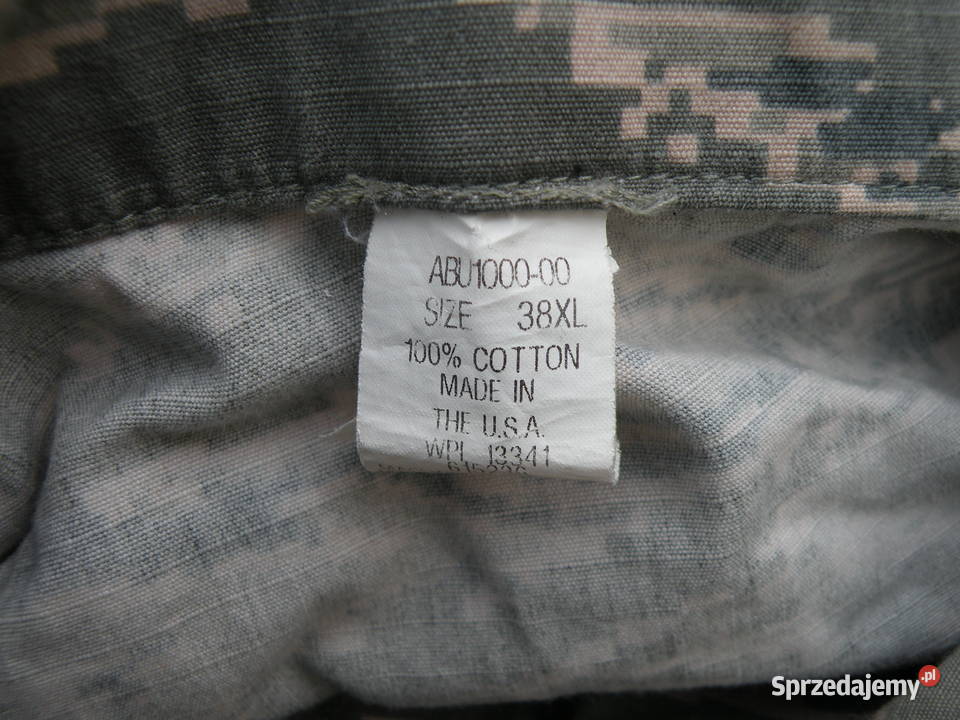 ABU1000-00
SIZE 38XL
100% COTTON
MADE IN
THE U.S.A.
WPL 13341
Sprzedajemy.pl